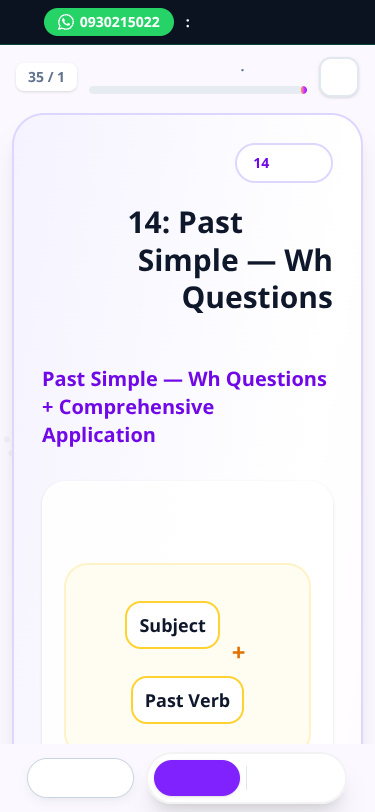 0930215022 :
35 / 1
14
14: Past
Simple — Wh
Questions
Past Simple — Wh Questions
+ Comprehensive
Application
Subject
+
Past Verb